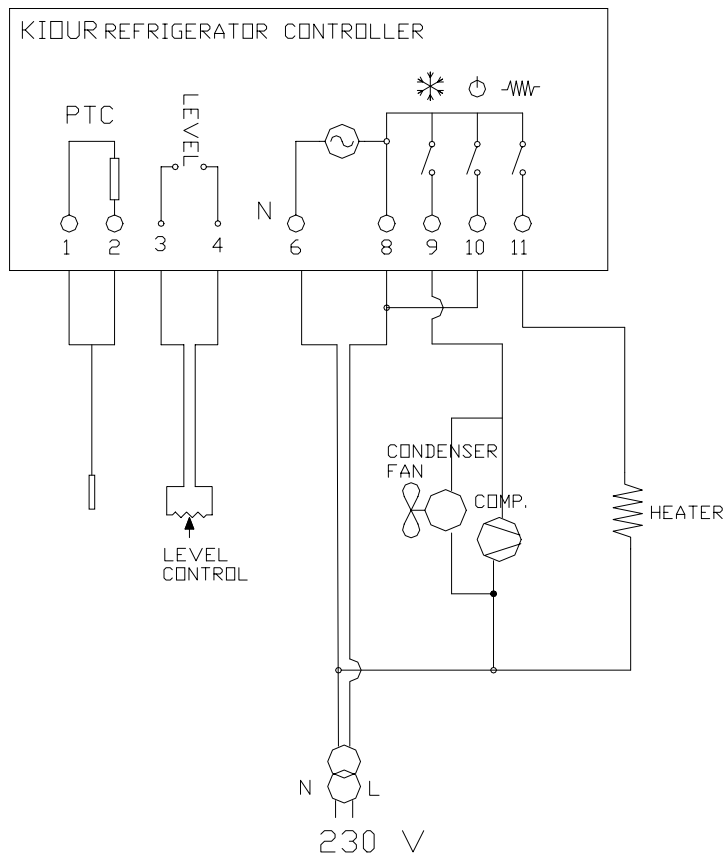 KIOUR REFRIGERATOR CONTROLLER
PTC
LEVEL
N
1 2 3 4 6 8 9 10 11
CONDENSER
FAN
COMP.
HEATER
LEVEL
CONTROL
N L
230 V